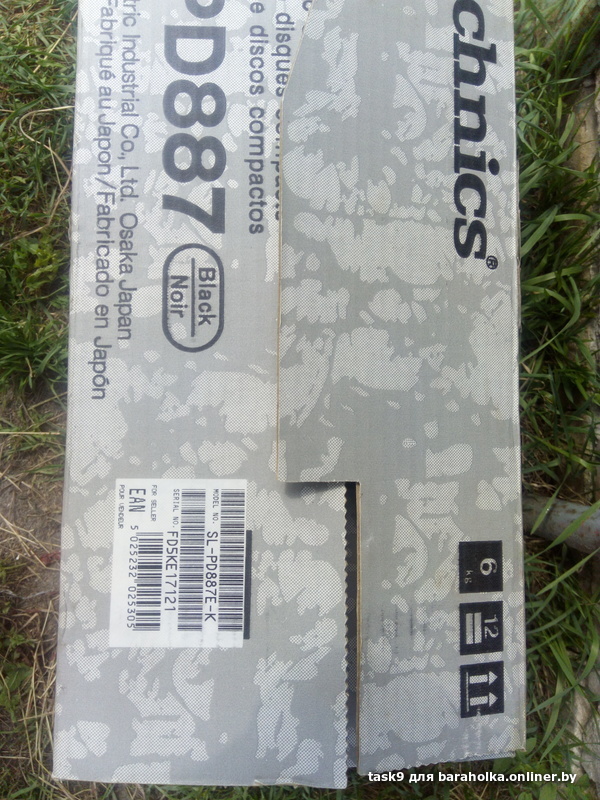 chnics®
disques compacts
e discos compactos
PD887
Black
Noir
tric Industrial Co., Ltd. Osaka Japan
Fabriqué au Japon/Fabricado en Japón
MODEL NO. SL-PD887E-K
SERIAL NO. FD5KE17121
FOR SELLER
POUR VENDEUR
EAN 5 025232 025305
6
kg
12
task9 для baraholka.onliner.by